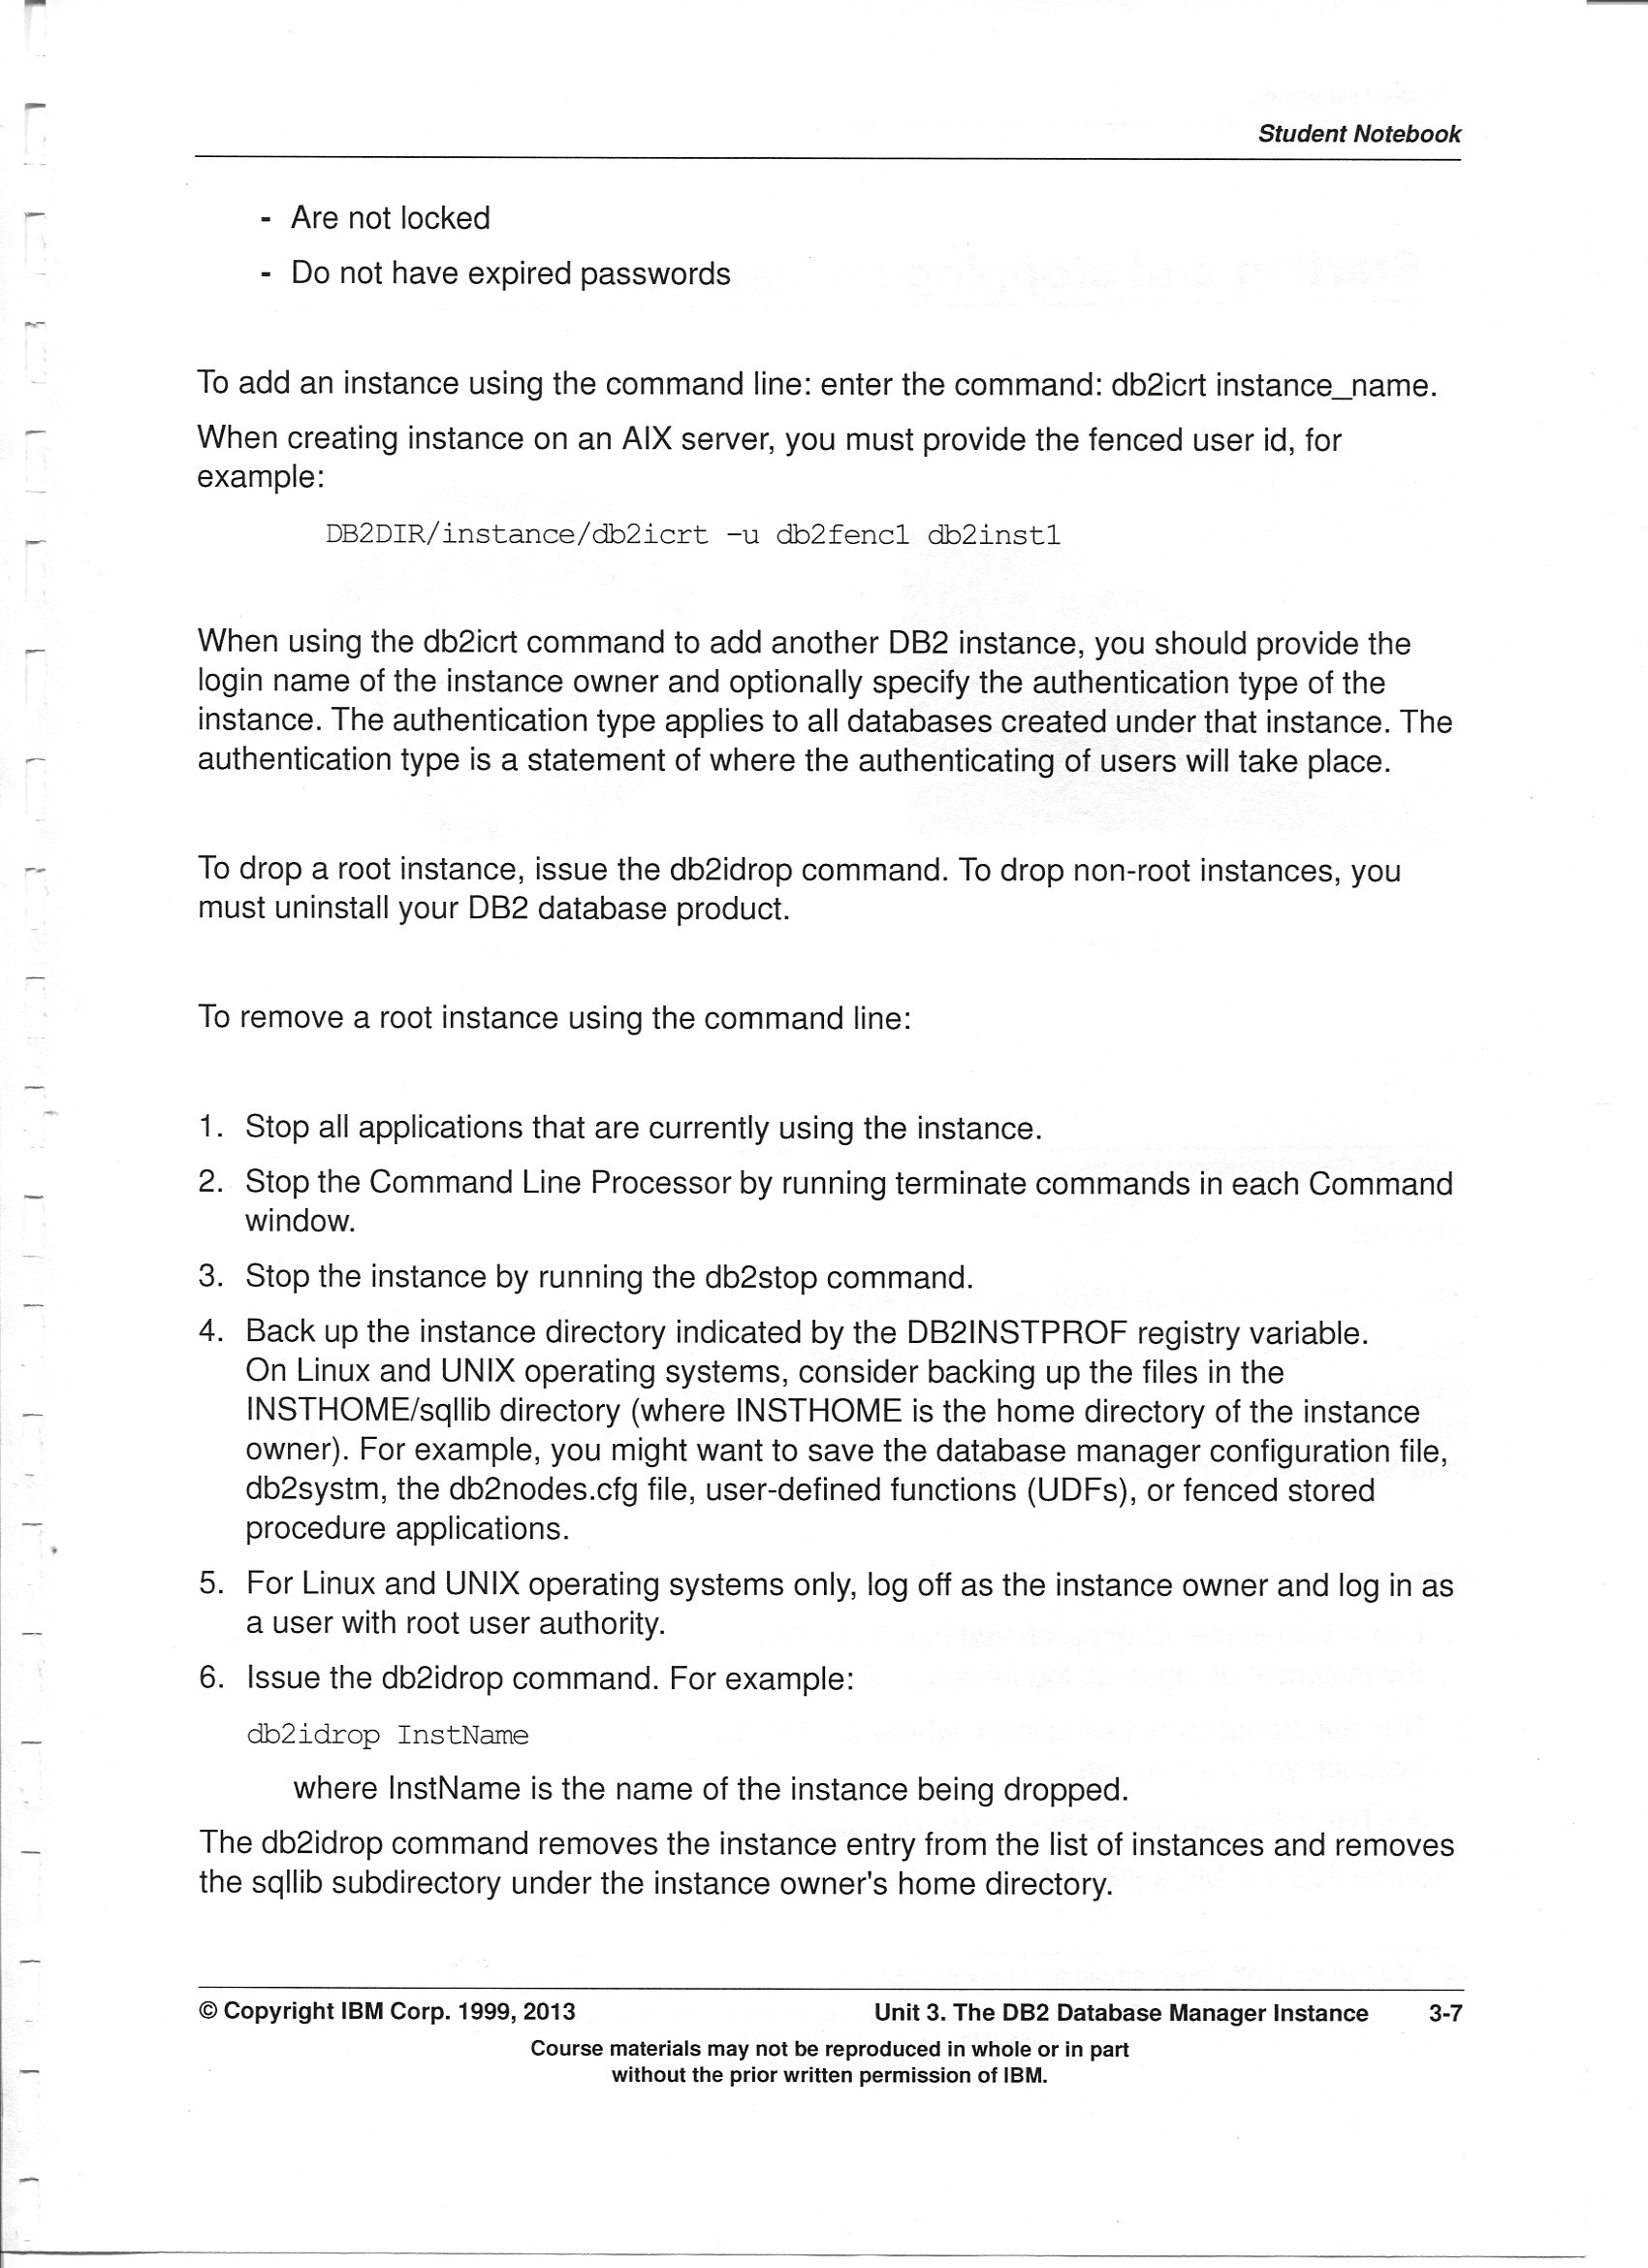 Student Notebook
- Are not locked
- Do not have expired passwords
To add an instance using the command line: enter the command: db2icrt instance_name.
When creating instance on an AIX server, you must provide the fenced user id, for
example:
DB2DIR/instance/db2icrt -u db2fenc1 db2inst1
When using the db2icrt command to add another DB2 instance, you should provide the
login name of the instance owner and optionally specify the authentication type of the
instance. The authentication type applies to all databases created under that instance. The
authentication type is a statement of where the authenticating of users will take place.
To drop a root instance, issue the db2idrop command. To drop non-root instances, you
must uninstall your DB2 database product.
To remove a root instance using the command line:
1. Stop all applications that are currently using the instance.
2. Stop the Command Line Processor by running terminate commands in each Command
window.
3. Stop the instance by running the db2stop command.
4. Back up the instance directory indicated by the DB2INSTPROF registry variable.
On Linux and UNIX operating systems, consider backing up the files in the
INSTHOME/sqllib directory (where INSTHOME is the home directory of the instance
owner). For example, you might want to save the database manager configuration file,
db2systm, the db2nodes.cfg file, user-defined functions (UDFs), or fenced stored
procedure applications.
5. For Linux and UNIX operating systems only, log off as the instance owner and log in as
a user with root user authority.
6. Issue the db2idrop command. For example:
db2idrop InstName
where InstName is the name of the instance being dropped.
The db2idrop command removes the instance entry from the list of instances and removes
the sqllib subdirectory under the instance owner's home directory.
© Copyright IBM Corp. 1999, 2013 Unit 3. The DB2 Database Manager Instance 3-7
Course materials may not be reproduced in whole or in part
without the prior written permission of IBM.